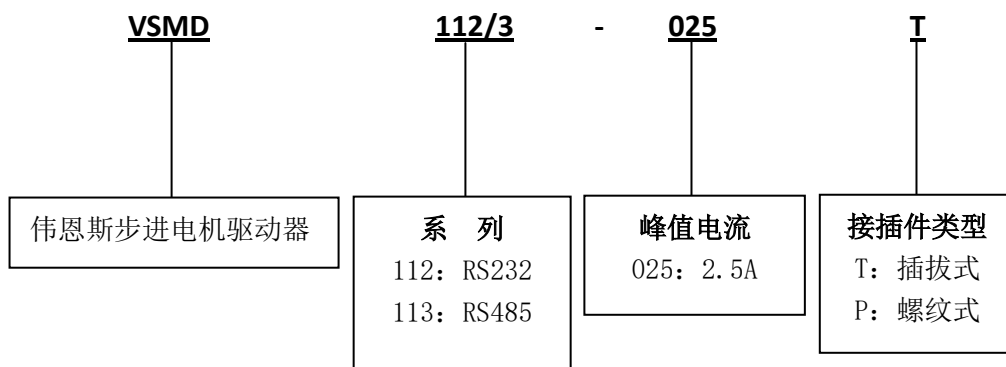 VSMD 112/3 - 025 T
伟恩斯步进电机驱动器
系 列
112: RS232
113: RS485
峰值电流
025: 2.5A
接插件类型
T: 插拔式
P: 螺纹式